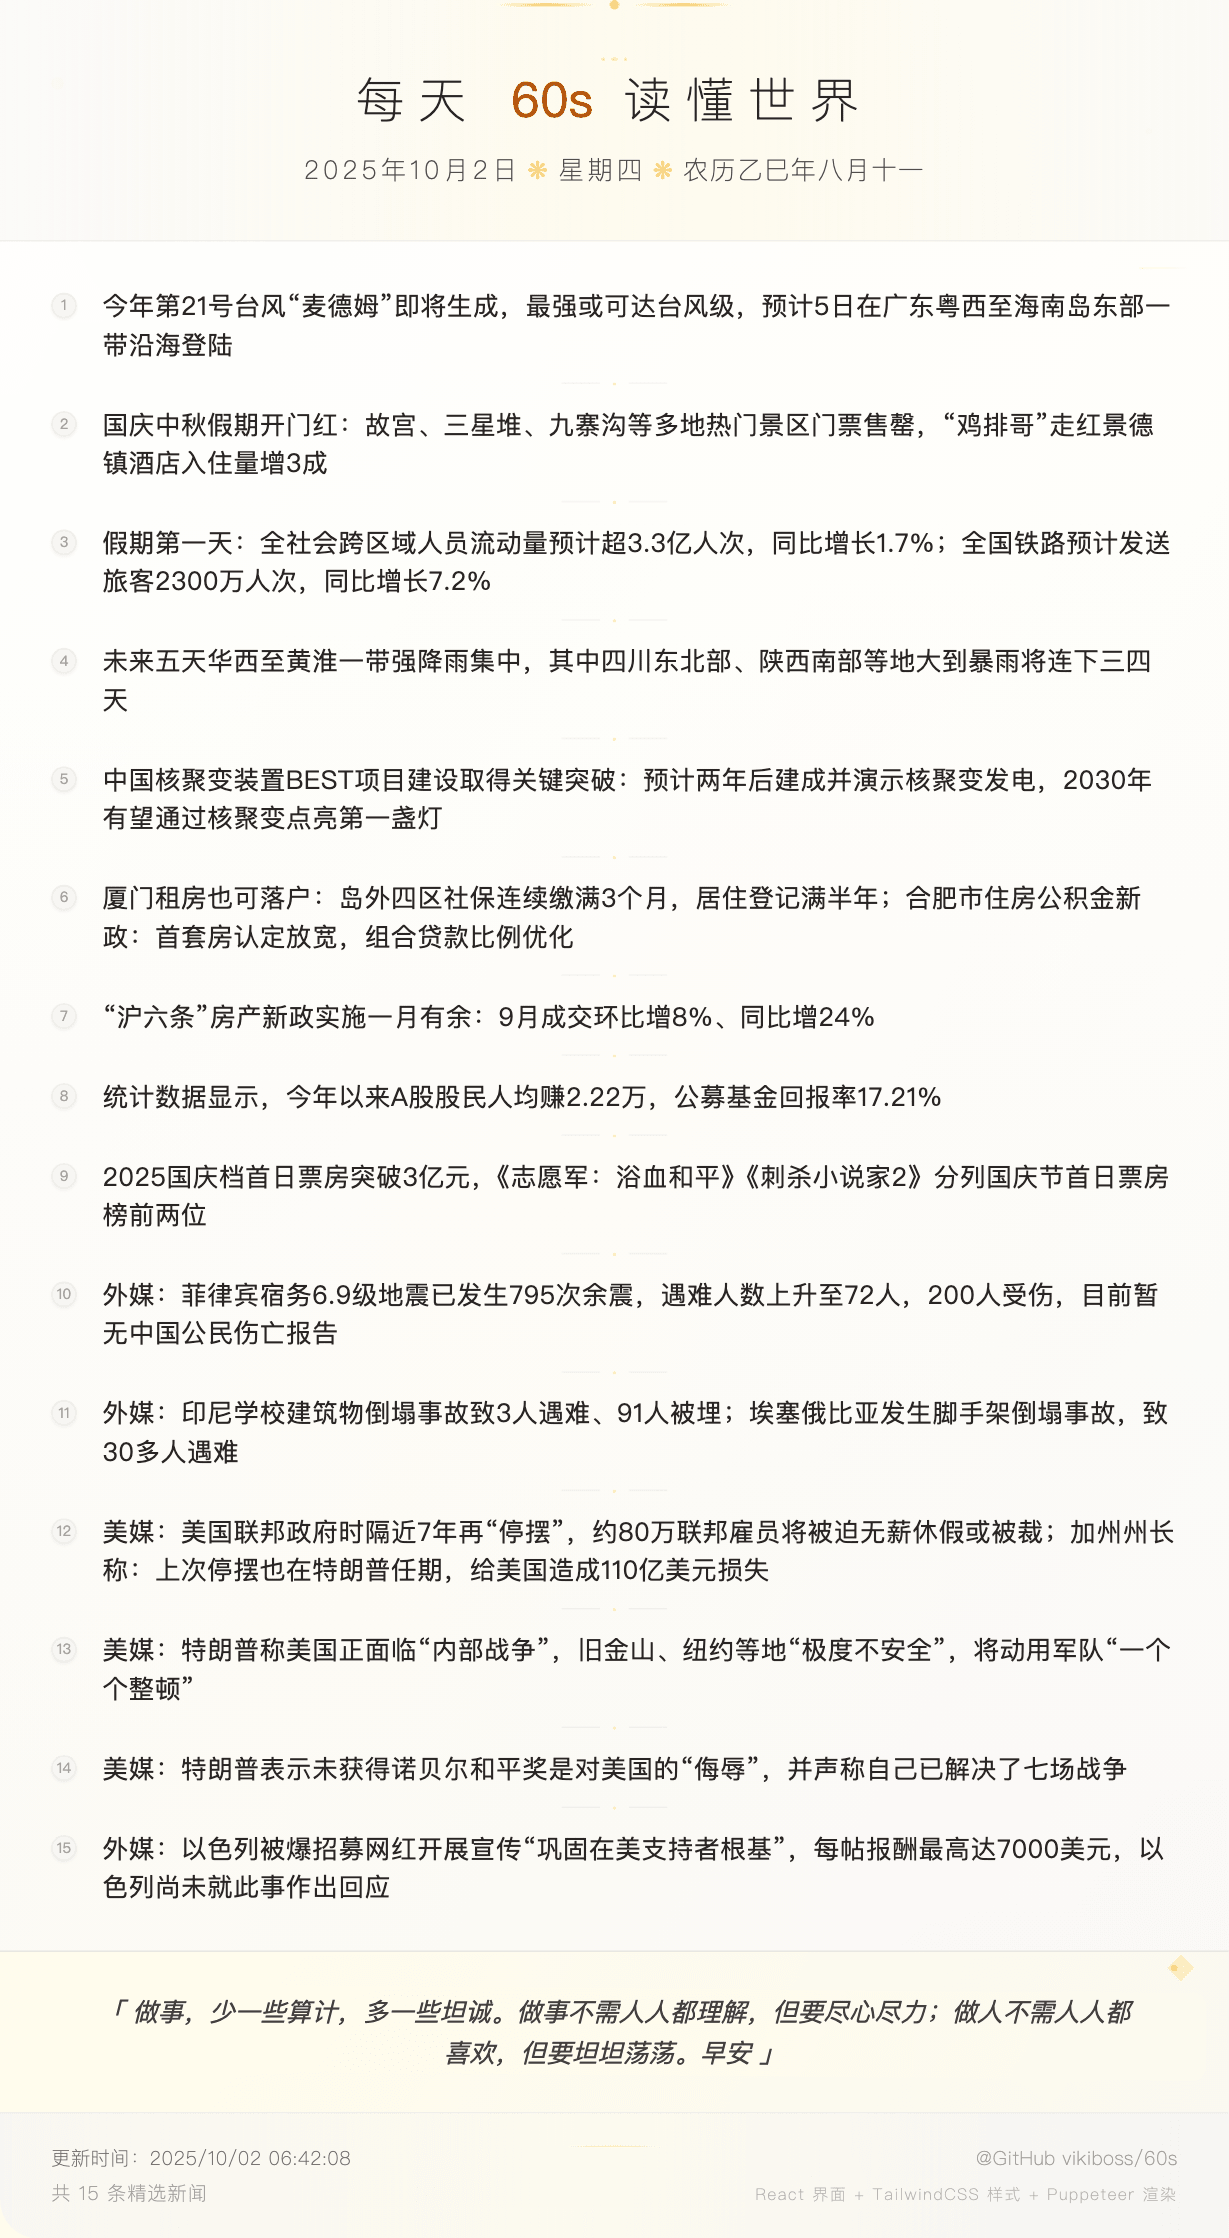 每天 60s 读懂世界
2025年10月2日 ❋ 星期四 ❋ 农历乙巳年八月十一
1 今年第21号台风“麦德姆”即将生成，最强或可达台风级，预计5日在广东粤西至海南岛东部一
带沿海登陆
2 国庆中秋假期开门红：故宫、三星堆、九寨沟等多地热门景区门票售罄，“鸡排哥”走红景德
镇酒店入住量增3成
3 假期第一天：全社会跨区域人员流动量预计超3.3亿人次，同比增长1.7%；全国铁路预计发送
旅客2300万人次，同比增长7.2%
4 未来五天华西至黄淮一带强降雨集中，其中四川东北部、陕西南部等地大到暴雨将连下三四
天
5 中国核聚变装置BEST项目建设取得关键突破：预计两年后建成并演示核聚变发电，2030年
有望通过核聚变点亮第一盏灯
6 厦门租房也可落户：岛外四区社保连续缴满3个月，居住登记满半年；合肥市住房公积金新
政：首套房认定放宽，组合贷款比例优化
7 “沪六条”房产新政实施一月有余：9月成交环比增8%、同比增24%
8 统计数据显示，今年以来A股股民人均赚2.22万，公募基金回报率17.21%
9 2025国庆档首日票房突破3亿元，《志愿军：浴血和平》《刺杀小说家2》分列国庆节首日票房
榜前两位
10 外媒：菲律宾宿务6.9级地震已发生795次余震，遇难人数上升至72人，200人受伤，目前暂
无中国公民伤亡报告
11 外媒：印尼学校建筑物倒塌事故致3人遇难、91人被埋；埃塞俄比亚发生脚手架倒塌事故，致
30多人遇难
12 美媒：美国联邦政府时隔近7年再“停摆”，约80万联邦雇员将被迫无薪休假或被裁；加州州长
称：上次停摆也在特朗普任期，给美国造成110亿美元损失
13 美媒：特朗普称美国正面临“内部战争”，旧金山、纽约等地“极度不安全”，将动用军队“一个
个整顿”
14 美媒：特朗普表示未获得诺贝尔和平奖是对美国的“侮辱”，并声称自己已解决了七场战争
15 外媒：以色列被爆招募网红开展宣传“巩固在美支持者根基”，每帖报酬最高达7000美元，以
色列尚未就此事作出回应
「 做事，少一些算计，多一些坦诚。做事不需人人都理解，但要尽心尽力；做人不需人人都
喜欢，但要坦坦荡荡。早安 」
更新时间：2025/10/02 06:42:08
@GitHub vikiboss/60s
共 15 条精选新闻
React 界面 + TailwindCSS 样式 + Puppeteer 渲染